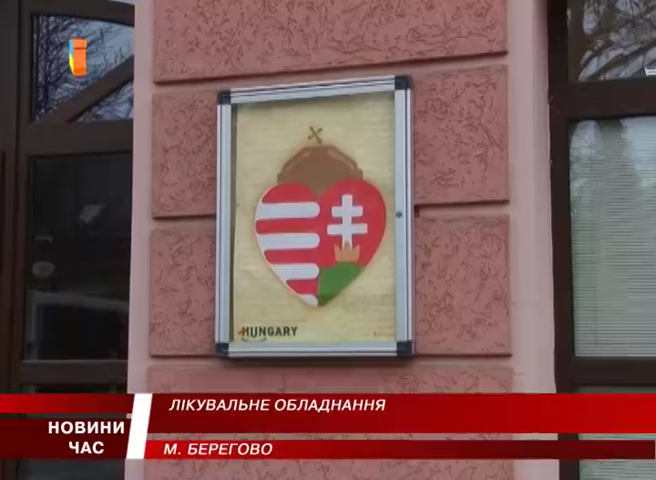 HUNGARY
ЛІКУВАЛЬНЕ ОБЛАДНАННЯ
НОВИНИ
ЧАС
М. БЕРЕГОВО